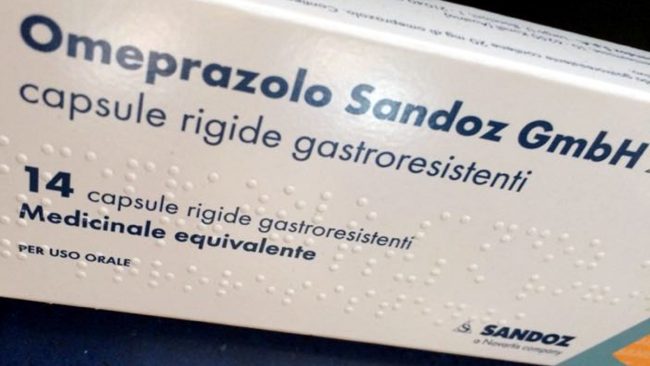 Omeprazolo Sandoz GmbH
capsule rigide gastroresistenti
14 capsule rigide gastroresistenti
Medicinale equivalente
PER USO ORALE
SANDOZ
a Novartis company